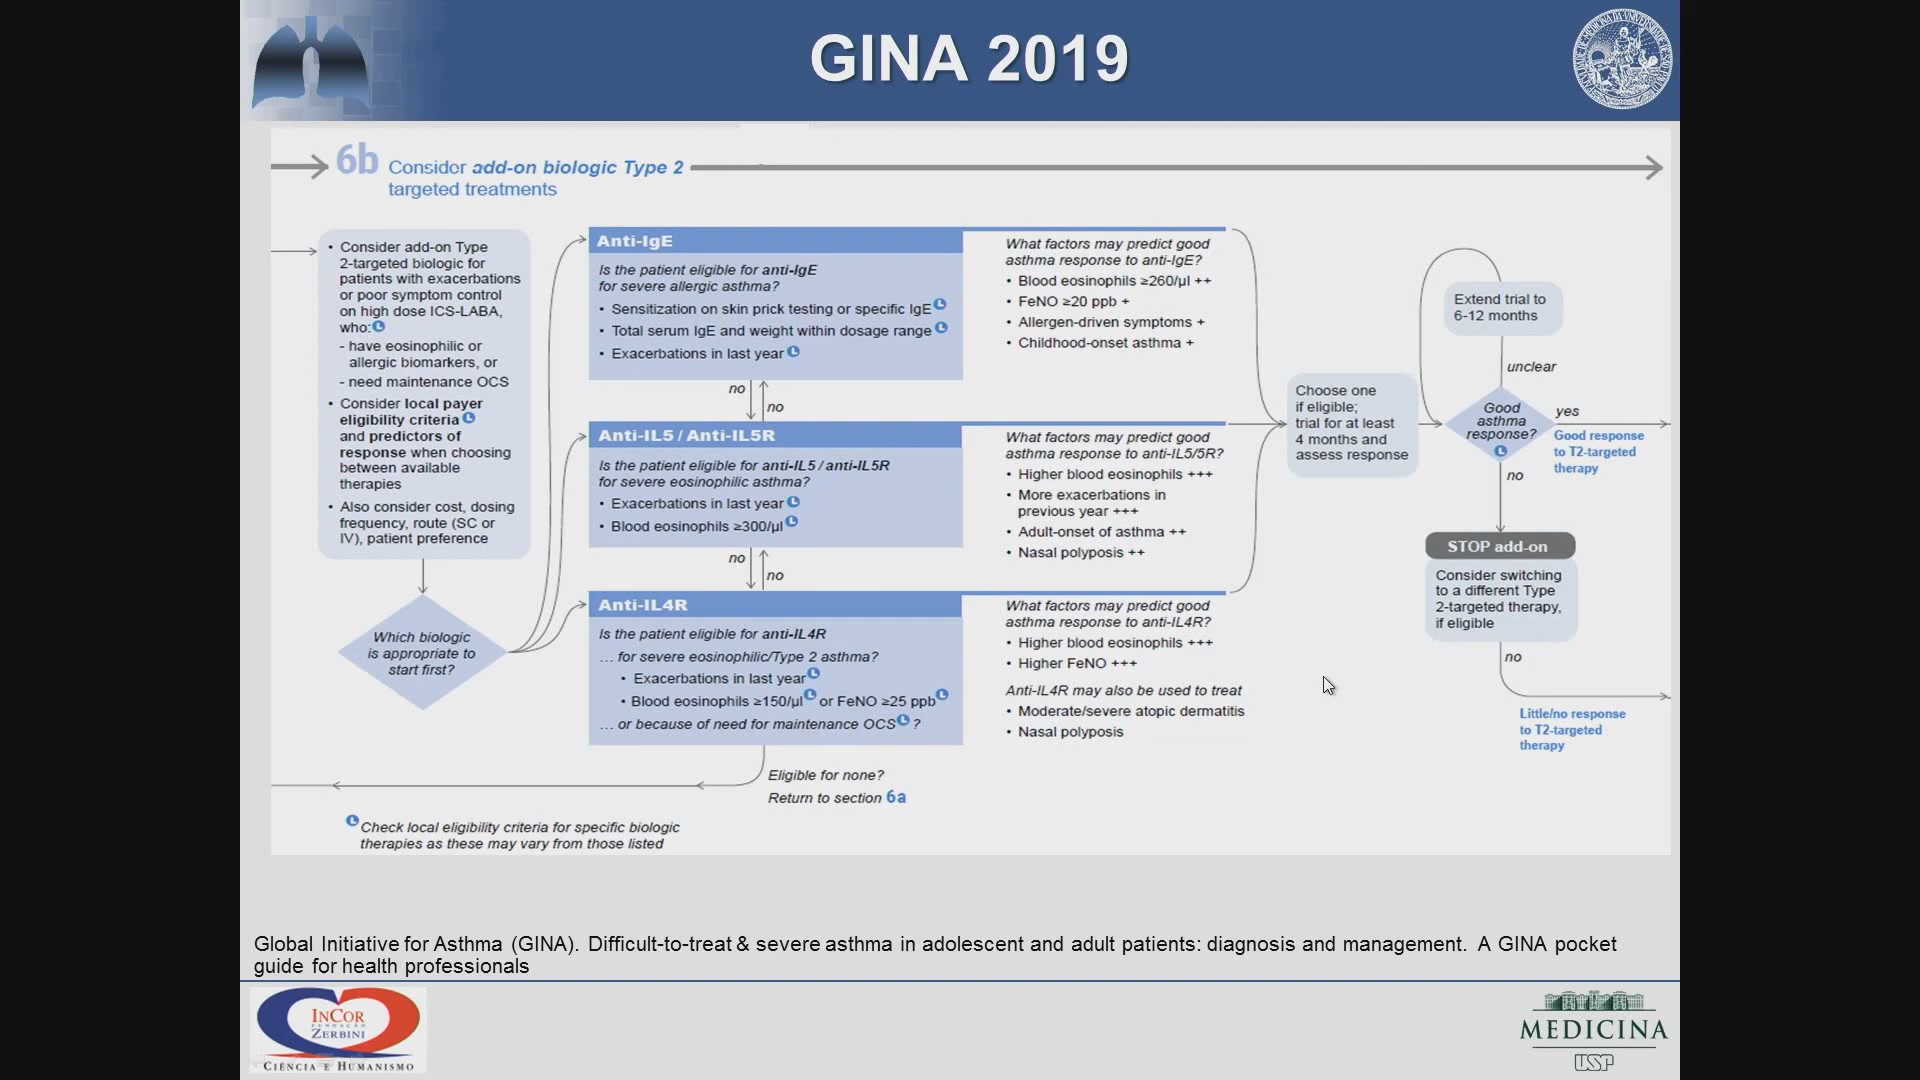 GINA 2019
6b Consider add-on biologic Type 2
targeted treatments
• Consider add-on Type
2-targeted biologic for
patients with exacerbations
or poor symptom control
on high dose ICS-LABA,
who: L
- have eosinophilic or
allergic biomarkers, or
- need maintenance OCS
• Consider local payer
eligibility criteria L
and predictors of
response when choosing
between available
therapies
• Also consider cost, dosing
frequency, route (SC or
IV), patient preference
Which biologic
is appropriate to
start first?
Anti-IgE
Is the patient eligible for anti-IgE
for severe allergic asthma?
• Sensitization on skin prick testing or specific IgE L
• Total serum IgE and weight within dosage range L
• Exacerbations in last year L
What factors may predict good
asthma response to anti-IgE?
• Blood eosinophils ≥260/µl ++
• FeNO ≥20 ppb +
• Allergen-driven symptoms +
• Childhood-onset asthma +
no
no
Anti-IL5 / Anti-IL5R
Is the patient eligible for anti-IL5 / anti-IL5R
for severe eosinophilic asthma?
• Exacerbations in last year L
• Blood eosinophils ≥300/µl L
What factors may predict good
asthma response to anti-IL5/5R?
• Higher blood eosinophils +++
• More exacerbations in
previous year +++
• Adult-onset of asthma ++
• Nasal polyposis ++
no
no
Anti-IL4R
Is the patient eligible for anti-IL4R
... for severe eosinophilic/Type 2 asthma?
• Exacerbations in last year L
• Blood eosinophils ≥150/µl L or FeNO ≥25 ppb L
... or because of need for maintenance OCS L ?
What factors may predict good
asthma response to anti-IL4R?
• Higher blood eosinophils +++
• Higher FeNO +++
Anti-IL4R may also be used to treat
• Moderate/severe atopic dermatitis
• Nasal polyposis
Eligible for none?
Return to section 6a
L Check local eligibility criteria for specific biologic
therapies as these may vary from those listed
Choose one
if eligible;
trial for at least
4 months and
assess response
Extend trial to
6-12 months
unclear
Good
asthma
response?
L
yes
Good response
to T2-targeted
therapy
no
STOP add-on
Consider switching
to a different Type
2-targeted therapy,
if eligible
no
Little/no response
to T2-targeted
therapy
Global Initiative for Asthma (GINA). Difficult-to-treat & severe asthma in adolescent and adult patients: diagnosis and management. A GINA pocket
guide for health professionals
INCOR
FUNDAÇÃO
ZERBINI
CIÊNCIA E HUMANISMO
MEDICINA
USP